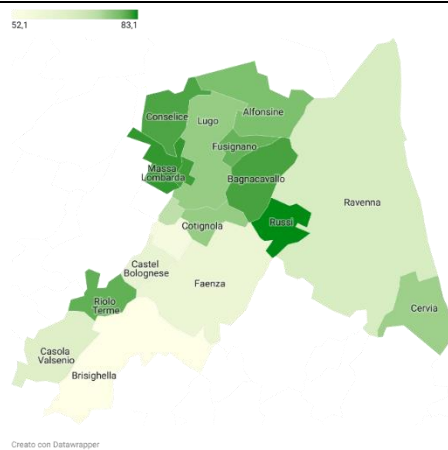 52,1
83,1
Conselice
Lugo
Alfonsine
Fusignano
Massa
Lombarda
Bagnacavallo
Ravenna
Russi
Cotignola
Castel
Bolognese
Faenza
Riolo
Terme
Cervia
Casola
Valsenio
Brisighella
Creato con Datawrapper